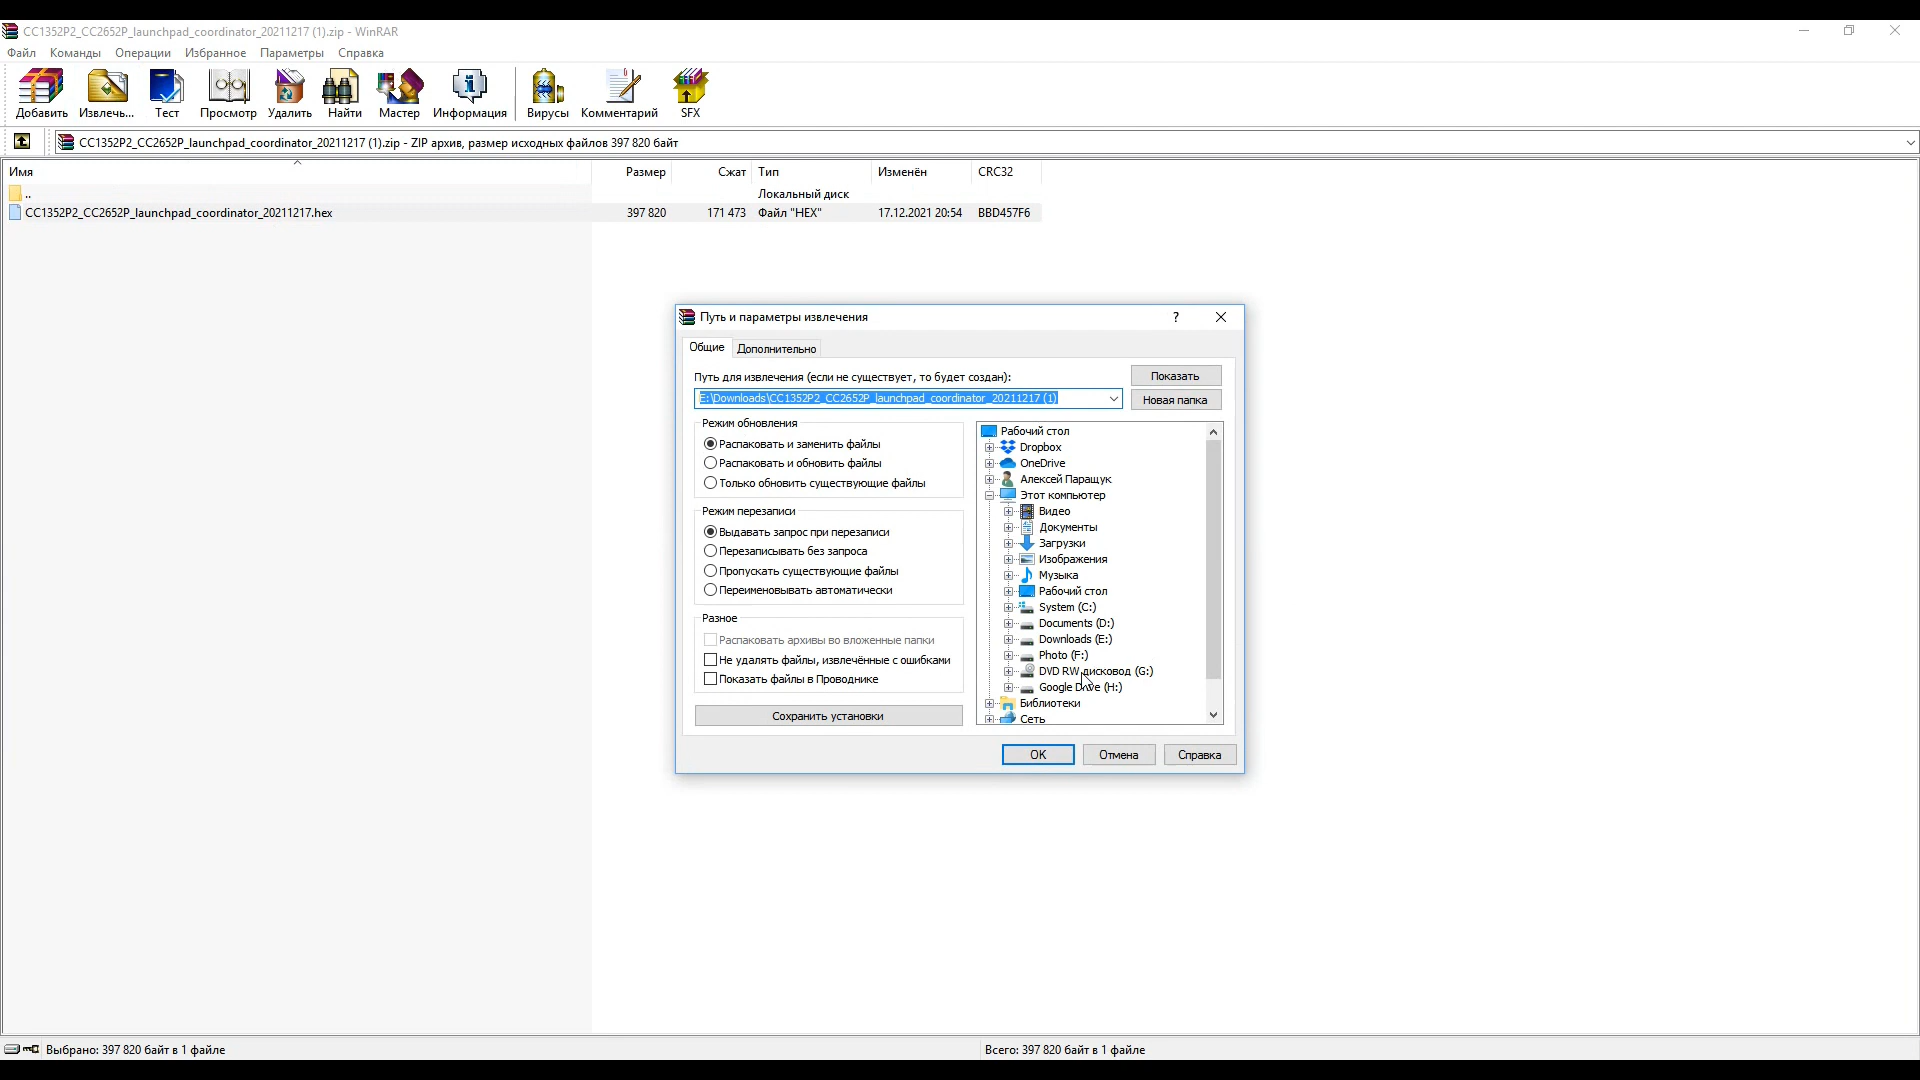 CC1352P2_CC2652P_launchpad_coordinator_20211217 (1).zip - WinRAR
Файл Команды Операции Избранное Параметры Справка
Добавить Извлечь... Тест Просмотр Удалить Найти Мастер Информация Вирусы Комментарий SFX
CC1352P2_CC2652P_launchpad_coordinator_20211217 (1).zip - ZIP архив, размер исходных файлов 397 820 байт
Имя Размер Сжат Тип Изменён CRC32
.. Локальный диск
CC1352P2_CC2652P_launchpad_coordinator_20211217.hex 397 820 171 473 Файл "HEX" 17.12.2021 20:54 BBD457F6
Путь и параметры извлечения ?
Общие Дополнительно
Путь для извлечения (если не существует, то будет создан):
Показать
E:\Downloads\CC1352P2_CC2652P_launchpad_coordinator_20211217 (1)
Новая папка
Режим обновления
Распаковать и заменить файлы
Распаковать и обновить файлы
Только обновить существующие файлы
Режим перезаписи
Выдавать запрос при перезаписи
Перезаписывать без запроса
Пропускать существующие файлы
Переименовывать автоматически
Разное
Распаковать архивы во вложенные папки
Не удалять файлы, извлечённые с ошибками
Показать файлы в Проводнике
Сохранить установки
Рабочий стол
Dropbox
OneDrive
Алексей Паращук
Этот компьютер
Видео
Документы
Загрузки
Изображения
Музыка
Рабочий стол
System (C:)
Documents (D:)
Downloads (E:)
Photo (F:)
DVD RW дисковод (G:)
Google Drive (H:)
Библиотеки
Сеть
OK Отмена Справка
Выбрано: 397 820 байт в 1 файле
Всего: 397 820 байт в 1 файле